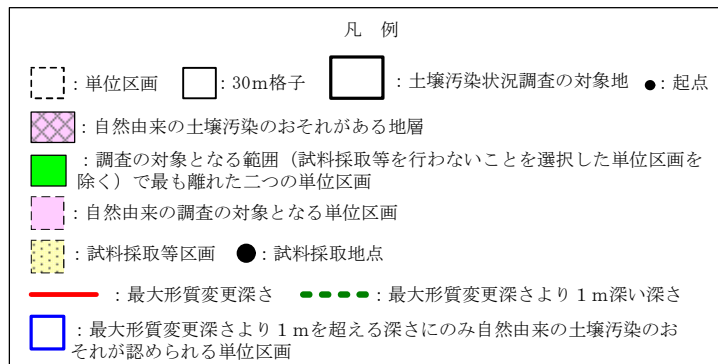 凡　例
：単位区画　：30m格子　：土壌汚染状況調査の対象地　：起点
：自然由来の土壌汚染のおそれがある地層
：調査の対象となる範囲（試料採取等を行わないことを選択した単位区画を
除く）で最も離れた二つの単位区画
：自然由来の調査の対象となる単位区画
：試料採取等区画　：試料採取地点
：最大形質変更深さ　：最大形質変更深さより１ｍ深い深さ
：最大形質変更深さより１ｍを超える深さにのみ自然由来の土壌汚染のお
それが認められる単位区画